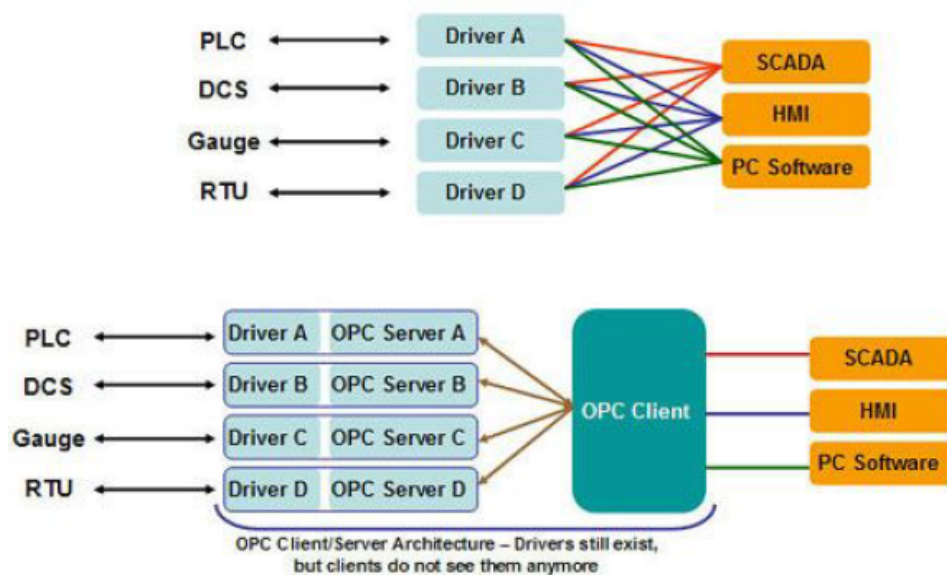 PLC
Driver A
SCADA
DCS
Driver B
HMI
Gauge
Driver C
PC Software
RTU
Driver D
PLC
Driver A
OPC Server A
SCADA
DCS
Driver B
OPC Server B
OPC Client
HMI
Gauge
Driver C
OPC Server C
PC Software
RTU
Driver D
OPC Server D
OPC Client/Server Architecture – Drivers still exist,
but clients do not see them anymore